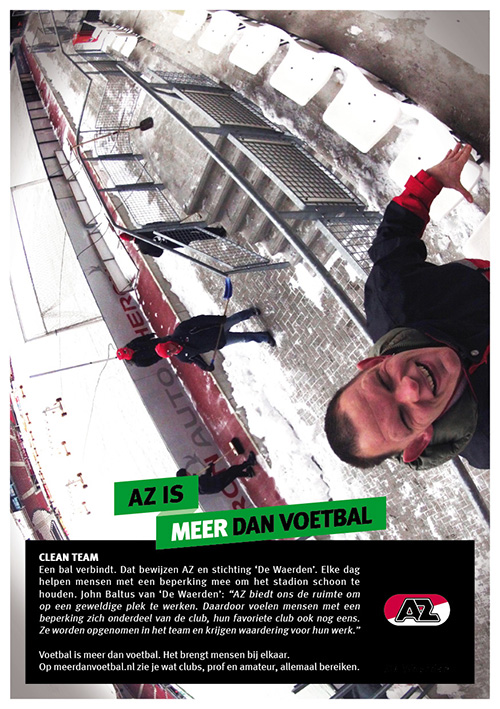 AUTO
HER
AZ IS
MEER DAN VOETBAL
CLEAN TEAM
Een bal verbindt. Dat bewijzen AZ en stichting ‘De Waerden’. Elke dag
helpen mensen met een beperking mee om het stadion schoon te
houden. John Baltus van ‘De Waerden’: “AZ biedt ons de ruimte om
op een geweldige plek te werken. Daardoor voelen mensen met een
beperking zich onderdeel van de club, hun favoriete club ook nog eens.
Ze worden opgenomen in het team en krijgen waardering voor hun werk.”
AZ
Voetbal is meer dan voetbal. Het brengt mensen bij elkaar.
Op meerdanvoetbal.nl zie je wat clubs, prof en amateur, allemaal bereiken.